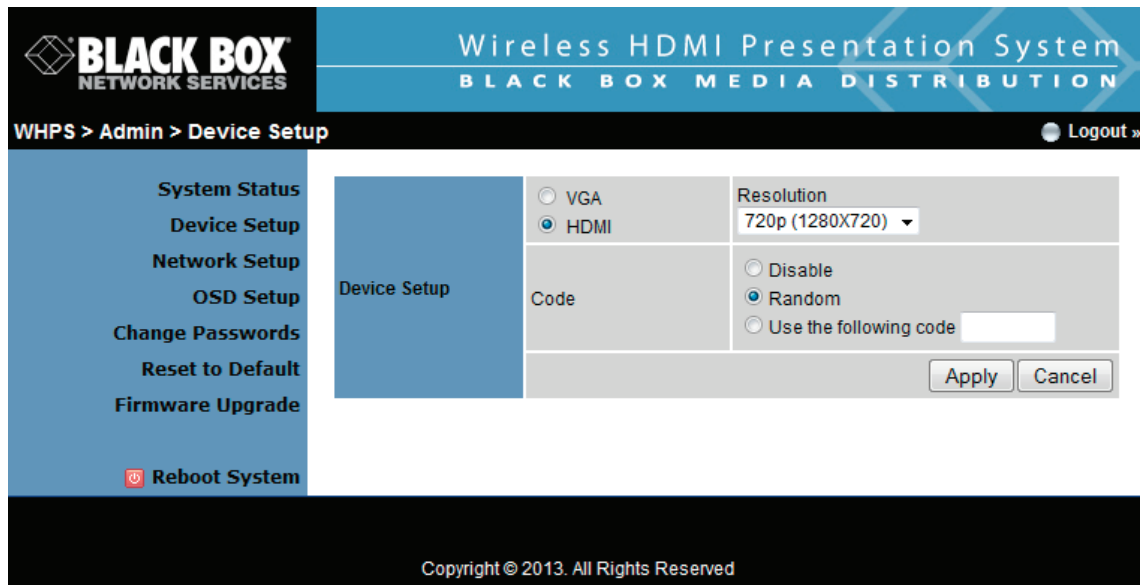 BLACK BOX
NETWORK SERVICES
Wireless HDMI Presentation System
BLACK BOX MEDIA DISTRIBUTION
WHPS > Admin > Device Setup
Logout »
System Status
Device Setup
Network Setup
OSD Setup
Change Passwords
Reset to Default
Firmware Upgrade
Reboot System
Device Setup
VGA
HDMI
Resolution
720p (1280X720)
Code
Disable
Random
Use the following code
Apply Cancel
Copyright © 2013. All Rights Reserved